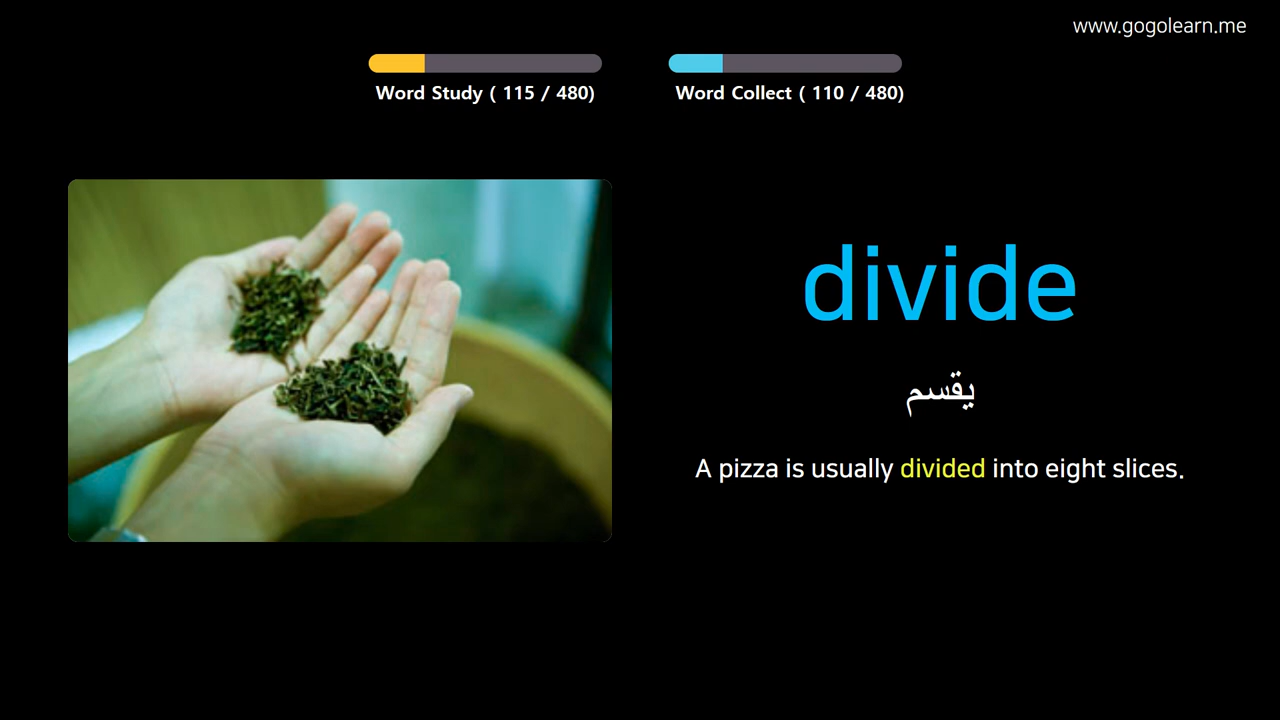 www.gogolearn.me
Word Study ( 115 / 480)
Word Collect ( 110 / 480)
divide
يقسم
A pizza is usually divided into eight slices.